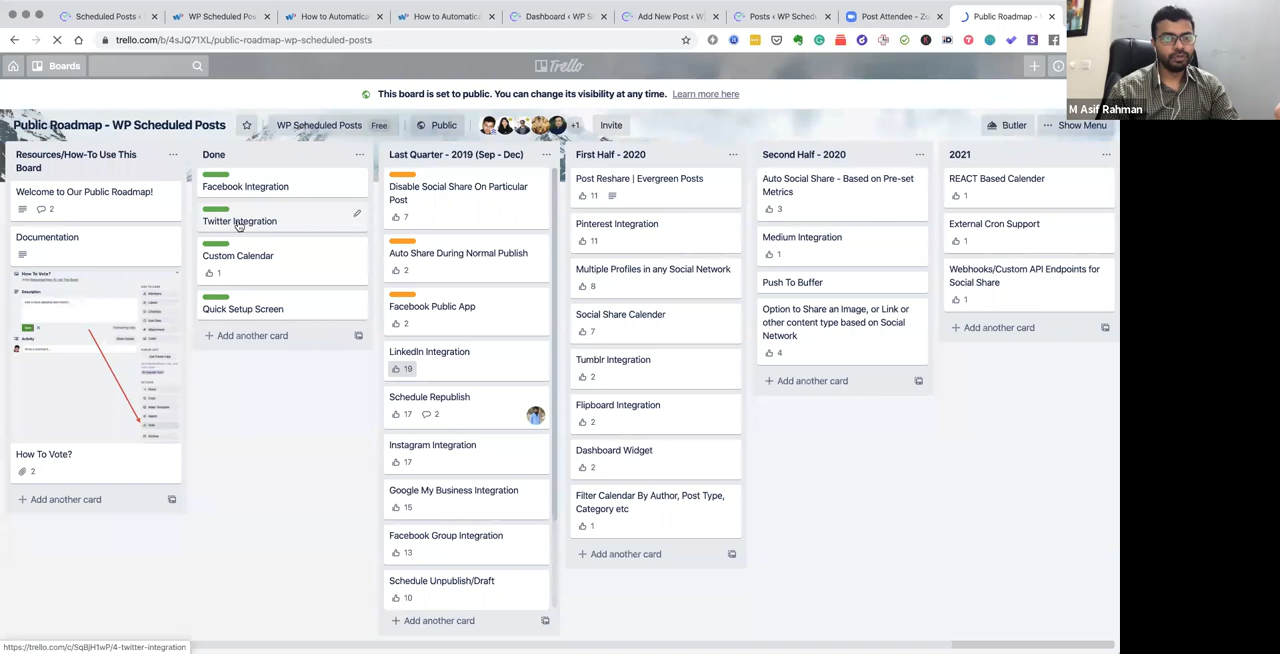 Scheduled Posts ‹
WP Scheduled Pos
How to Automatica
How to Automatica
Dashboard ‹ WP S
Add New Post ‹ W
Posts ‹ WP Sched
Post Attendee - Zo
Public Roadmap -
trello.com/b/4sJQ71XL/public-roadmap-wp-scheduled-posts
Boards
Trello
M Asif Rahman
This board is set to public. You can change its visibility at any time. Learn more here
Public Roadmap - WP Scheduled Posts
WP Scheduled Posts Free
Public
+1
Invite
Butler
Show Menu
Resources/How-To Use This
Board
Welcome to Our Public Roadmap!
2
Documentation
How To Vote?
2
+ Add another card
Done
Facebook Integration
Twitter Integration
Custom Calendar
1
Quick Setup Screen
+ Add another card
Last Quarter - 2019 (Sep - Dec)
Disable Social Share On Particular
Post
7
Auto Share During Normal Publish
2
Facebook Public App
2
LinkedIn Integration
19
Schedule Republish
17 2
Instagram Integration
17
Google My Business Integration
15
Facebook Group Integration
13
Schedule Unpublish/Draft
10
+ Add another card
First Half - 2020
Post Reshare | Evergreen Posts
11
Pinterest Integration
11
Multiple Profiles in any Social Network
8
Social Share Calender
7
Tumblr Integration
2
Flipboard Integration
2
Dashboard Widget
2
Filter Calendar By Author, Post Type,
Category etc
1
+ Add another card
Second Half - 2020
Auto Social Share - Based on Pre-set
Metrics
3
Medium Integration
1
Push To Buffer
Option to Share an Image, or Link or
other content type based on Social
Network
4
+ Add another card
2021
REACT Based Calender
1
External Cron Support
1
Webhooks/Custom API Endpoints for
Social Share
1
+ Add another card
https://trello.com/c/SqBjH1wP/4-twitter-integration